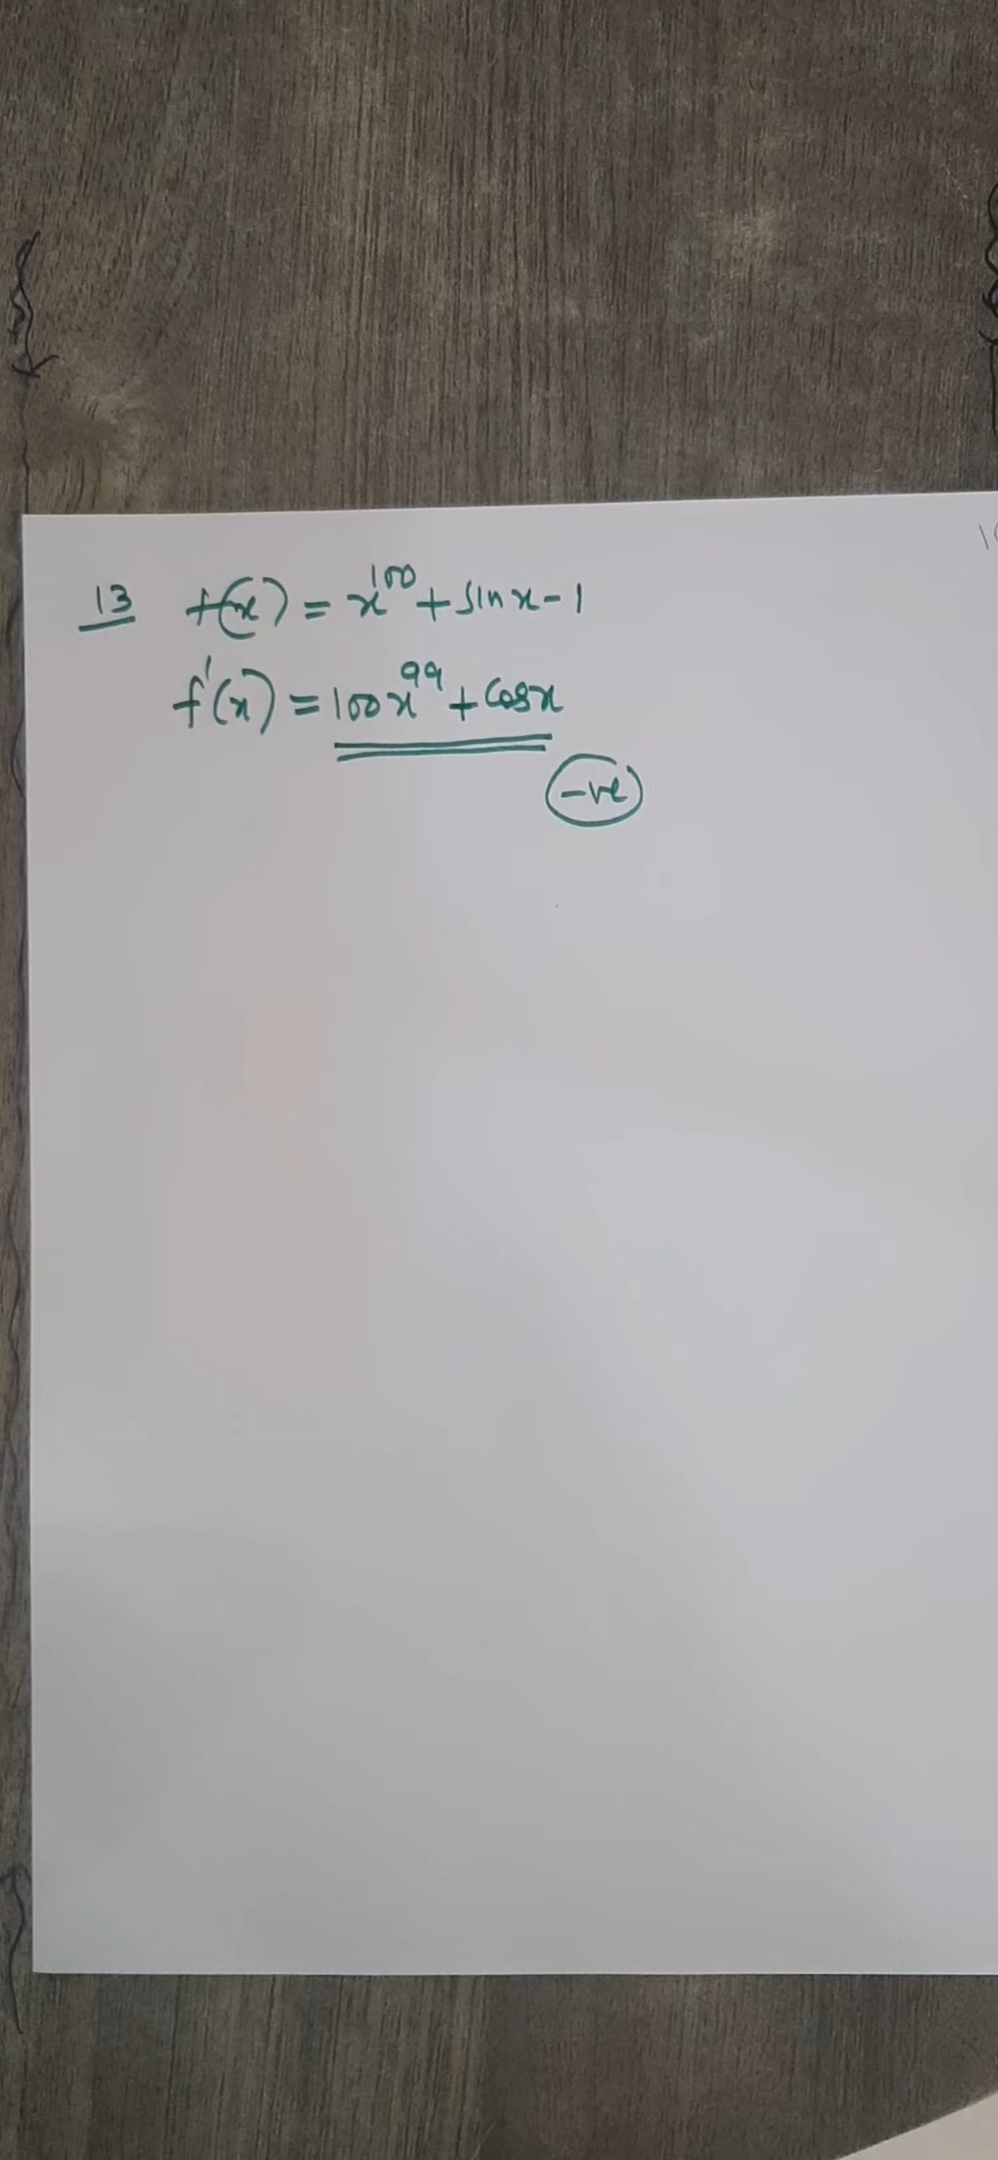 13 f(x) = x^100 + sin x - 1
f'(x) = 100x^99 + cos x
-ve